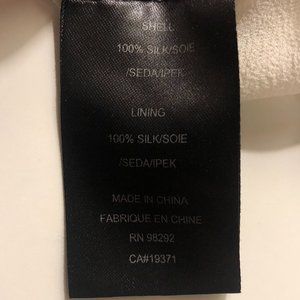 SHELL
100% SILK/SOIE
/SEDA/IPEK
LINING
100% SILK/SOIE
/SEDA/IPEK
MADE IN CHINA
FABRIQUE EN CHINE
RN 98292
CA#19371